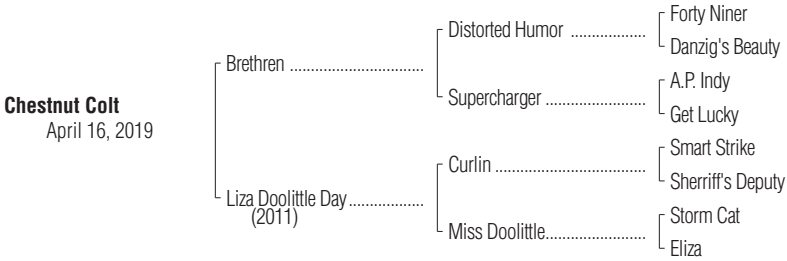 Forty Niner
Distorted Humor ..................
Danzig's Beauty
Brethren ................................
A.P. Indy
Supercharger ........................
Get Lucky
Chestnut Colt
April 16, 2019
Smart Strike
Curlin ....................................
Sherriff's Deputy
Liza Doolittle Day..................
(2011)
Storm Cat
Miss Doolittle........................
Eliza